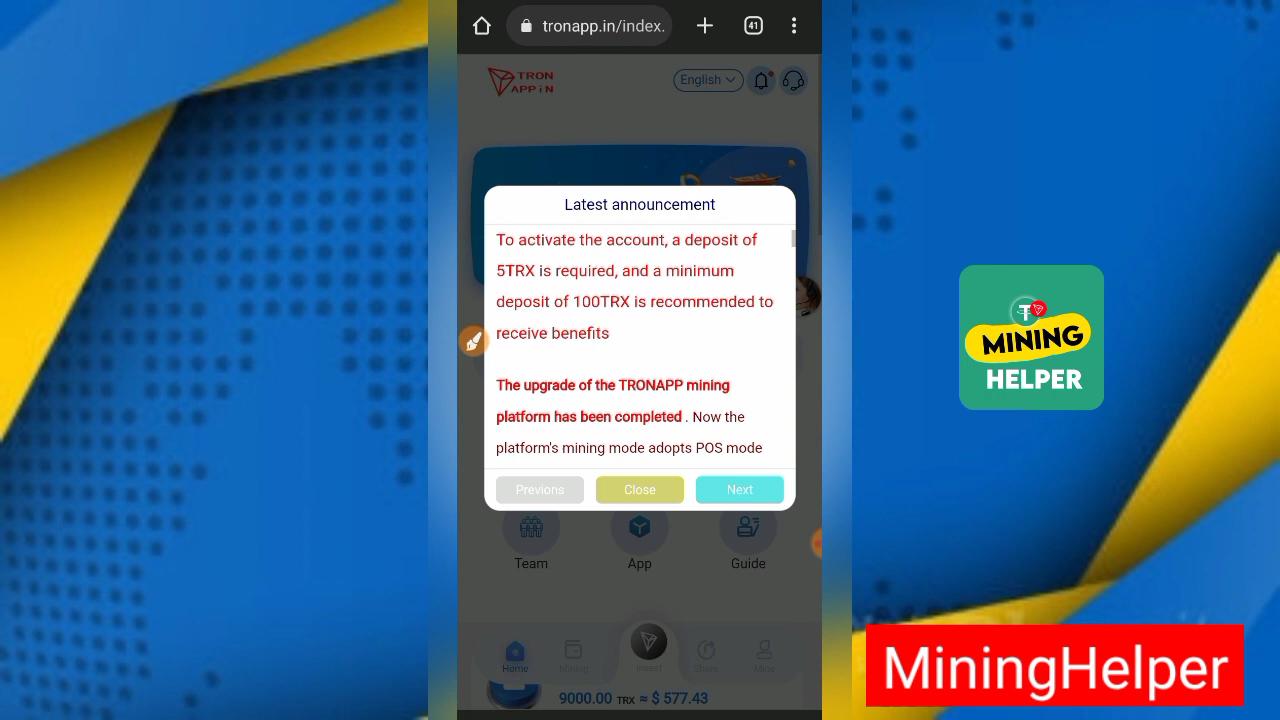 tronapp.in/index.
41
TRON
APPiN
English
Latest announcement
To activate the account, a deposit of
5TRX is required, and a minimum
deposit of 100TRX is recommended to
receive benefits
The upgrade of the TRONAPP mining
platform has been completed . Now the
platform's mining mode adopts POS mode
Previons
Close
Next
Team
App
Guide
Home
Mining
Invest
Share
Mine
9000.00 TRX ≈ $ 577.43
T
MINING
HELPER
MiningHelper